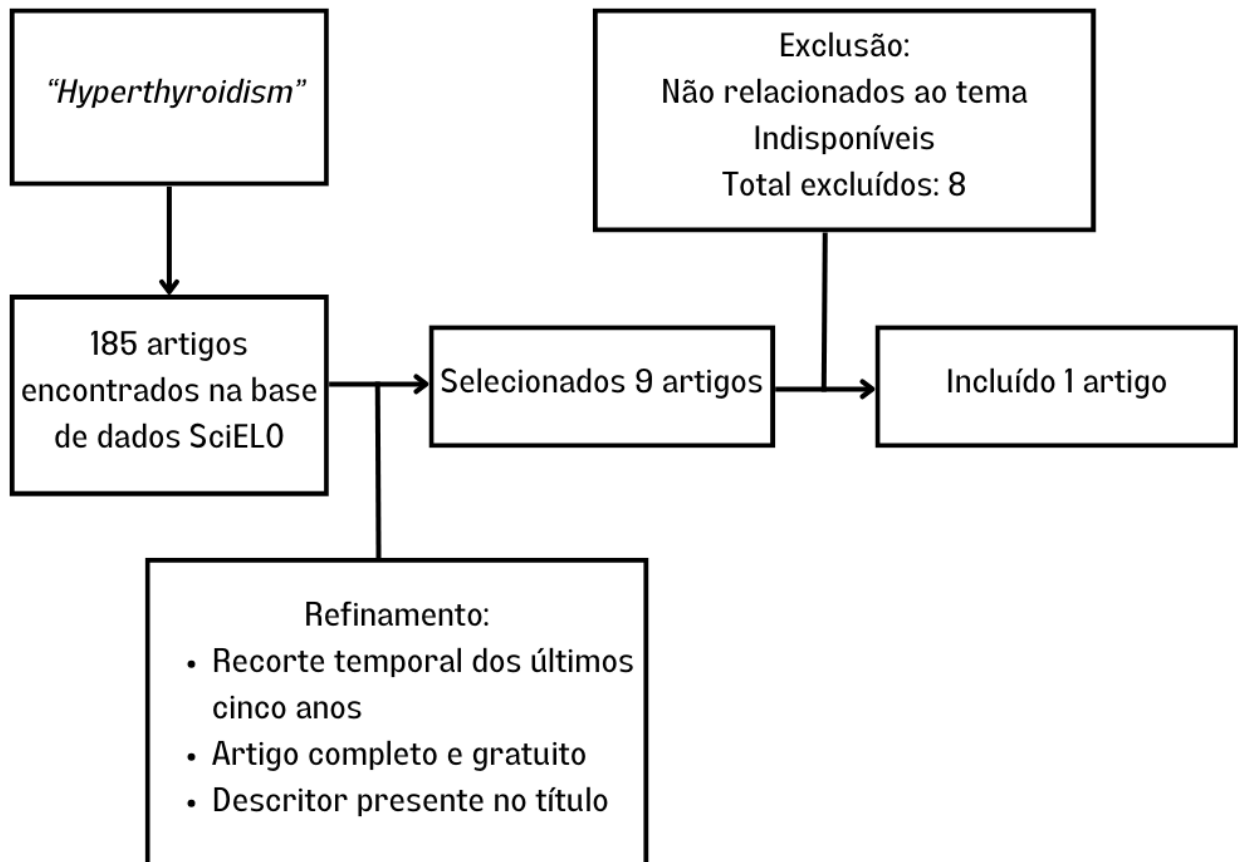 “Hyperthyroidism”
185 artigos
encontrados na base
de dados SciELO
Refinamento:
• Recorte temporal dos últimos
cinco anos
• Artigo completo e gratuito
• Descritor presente no título
Selecionados 9 artigos
Exclusão:
Não relacionados ao tema
Indisponíveis
Total excluídos: 8
Incluído 1 artigo